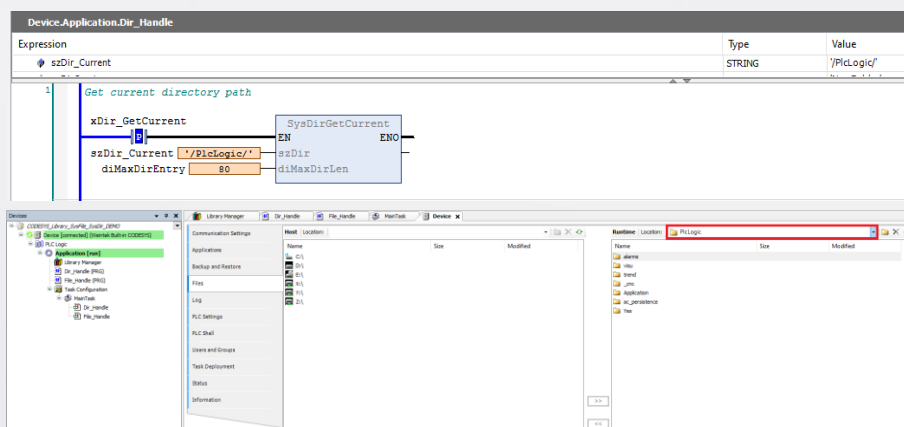 Device.Application.Dir_Handle
Expression Type Value
szDir_Current STRING '/PlcLogic/'
1 Get current directory path
xDir_GetCurrent SysDirGetCurrent
P EN ENO
szDir_Current '/PlcLogic/' szDir
diMaxDirEntry 80 diMaxDirLen
Devices Library Manager Dir_Handle File_Handle MainTask Device
CODESYS_Library_SysFile_SysDir_DEMO Communication Settings Host Location: Runtime Location: PlcLogic
Device [connected] (Weintek Built-in CODESYS)
PLC Logic Name Size Modified Name Size Modified
Application [run] Applications C:\ alarms
Library Manager D:\ visu
Dir_Handle (PRG) Backup and Restore E:\ trend
File_Handle (PRG) Files X:\ _cnc
Task Configuration Y:\ Application
MainTask Log Z:\ ac_persistence
Dir_Handle
File_Handle PLC Settings
PLC Shell
Users and Groups
Task Deployment
Status
Information >>
<<